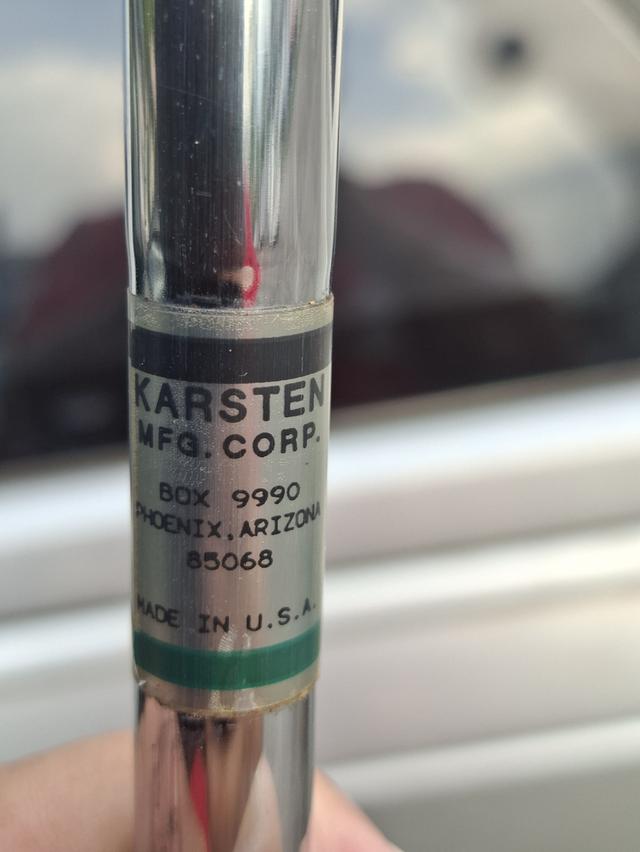 KARSTEN
MFG. CORP.
BOX 9990
PHOENIX, ARIZONA
85068
MADE IN U.S.A.